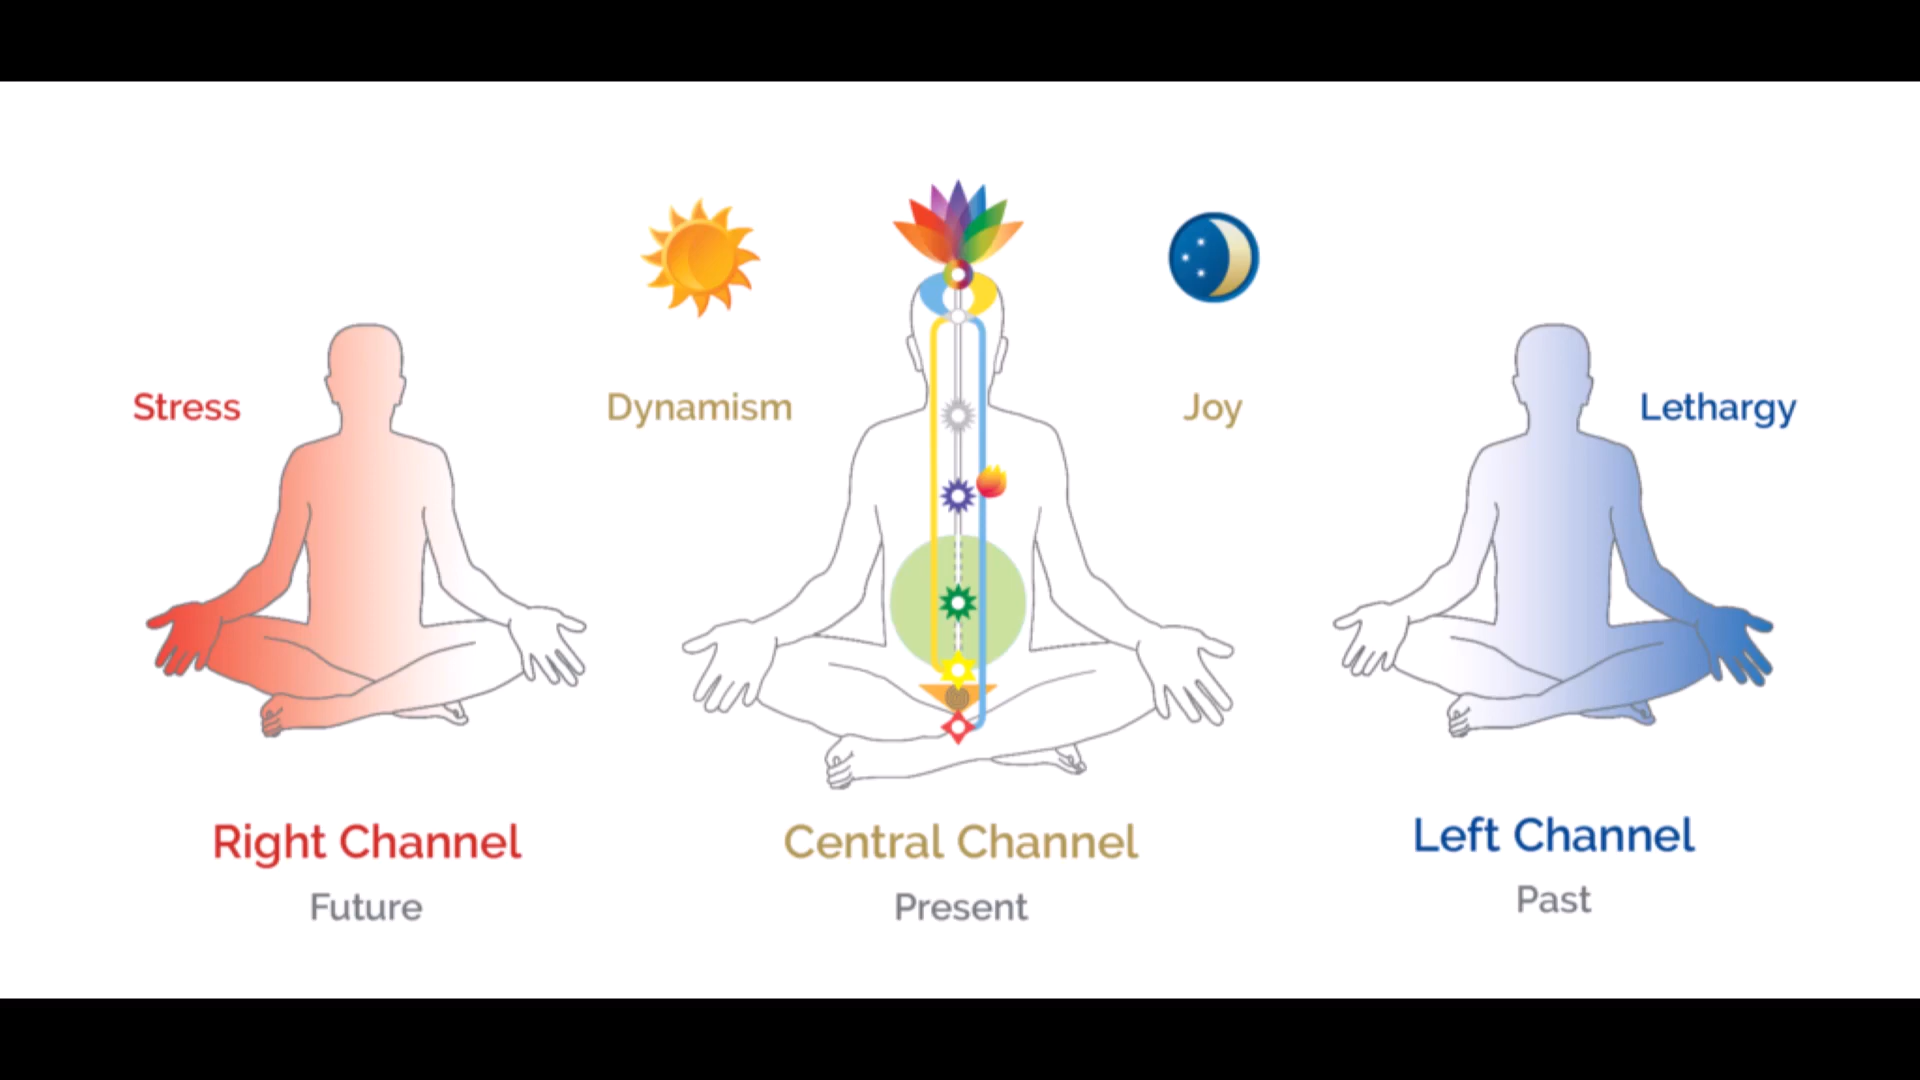 Stress
Dynamism
Joy
Lethargy
Right Channel
Future
Central Channel
Present
Left Channel
Past